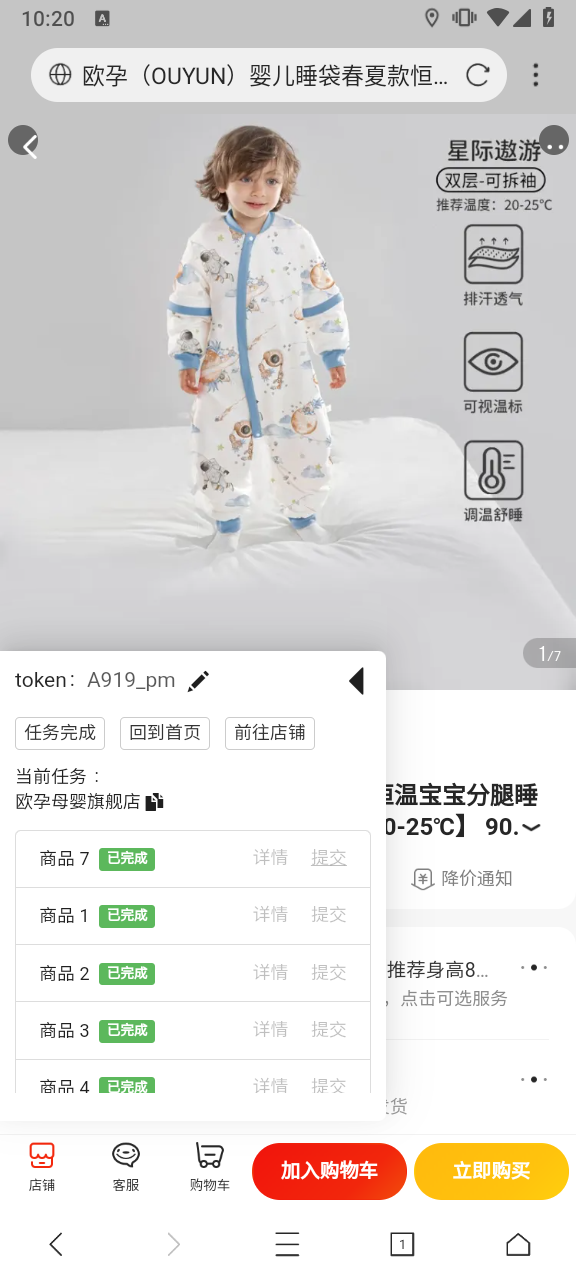 10:20
欧孕（OUYUN）婴儿睡袋春夏款恒...
星际遨游
双层-可拆袖
推荐温度：20-25℃
排汗透气
可视温标
调温舒睡
1/7
token： A919_pm
任务完成 回到首页 前往店铺
当前任务：
欧孕母婴旗舰店
恒温宝宝分腿睡
0-25℃】 90.
降价通知
商品 7 已完成 详情 提交
商品 1 已完成 详情 提交
商品 2 已完成 详情 提交
商品 3 已完成 详情 提交
商品 4 已完成 详情 提交
推荐身高8...
，点击可选服务
发货
店铺 客服 购物车 加入购物车 立即购买
1